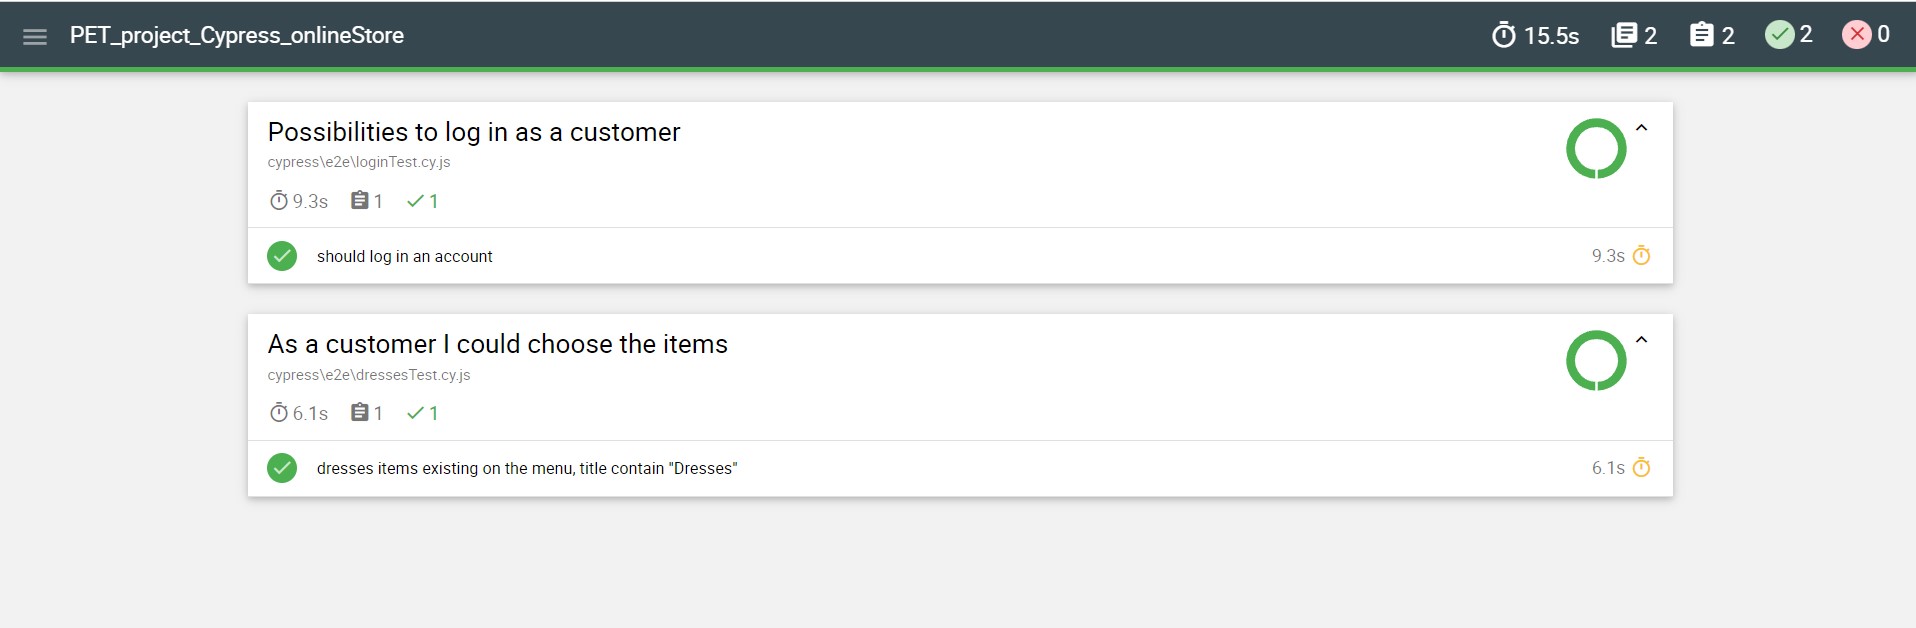 PET_project_Cypress_onlineStore 15.5s 2 2 2 0
Possibilities to log in as a customer
cypress\e2e\loginTest.cy.js
9.3s 1 1
should log in an account 9.3s
As a customer I could choose the items
cypress\e2e\dressesTest.cy.js
6.1s 1 1
dresses items existing on the menu, title contain "Dresses" 6.1s